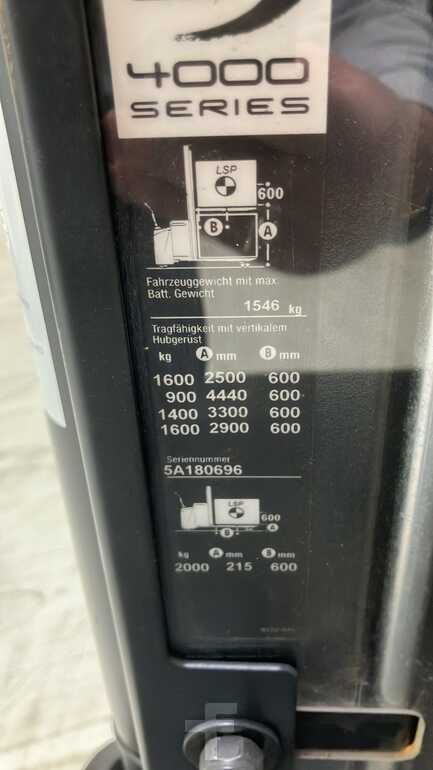 4000
SERIES
LSP
600
B
A
Fahrzeuggewicht mit max.
Batt. Gewicht
1546 kg
Tragfähigkeit mit vertikalem
Hubgerüst
kg A mm B mm
1600 2500 600
900 4440 600
1400 3300 600
1600 2900 600
Seriennummer
5A180696
LSP
600
B
A
kg A mm B mm
2000 215 600